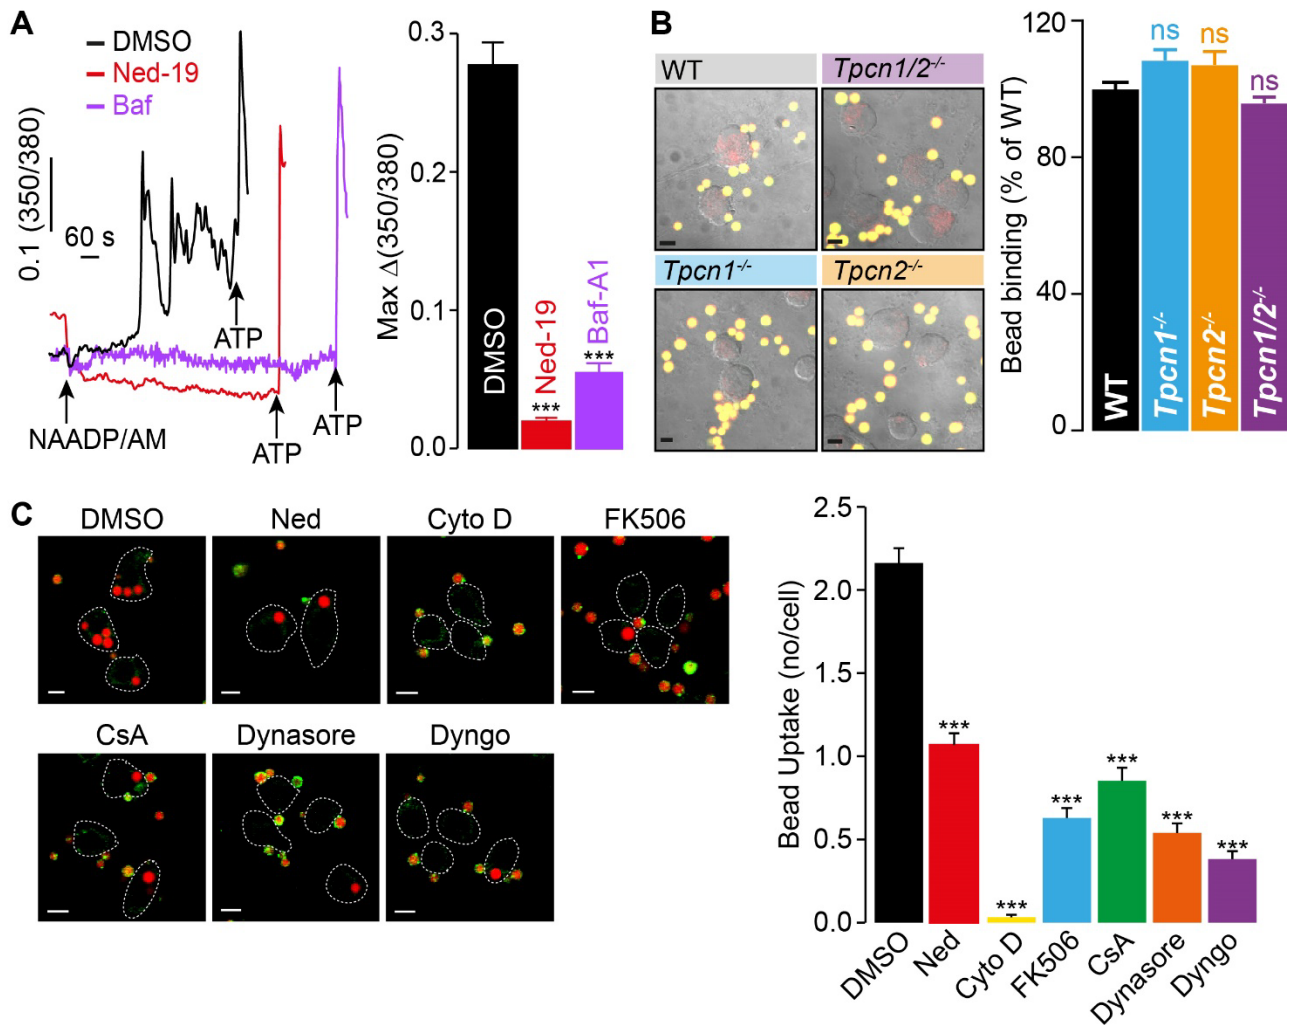 A
DMSO
Ned-19
Baf
0.1 (350/380)
60 s
ATP
NAADP/AM
ATP
ATP
Max Δ(350/380)
0.3
0.2
0.1
0.0
DMSO
Ned-19
***
Baf-A1
***
B
WT
Tpcn1/2-/-
Tpcn1-/-
Tpcn2-/-
Bead binding (% of WT)
120
80
40
0
ns
ns
ns
WT
Tpcn1-/-
Tpcn2-/-
Tpcn1/2-/-
C
DMSO
Ned
Cyto D
FK506
CsA
Dynasore
Dyngo
Bead Uptake (no/cell)
2.5
2.0
1.5
1.0
0.5
0.0
***
***
***
***
***
***
DMSO
Ned
Cyto D
FK506
CsA
Dynasore
Dyngo